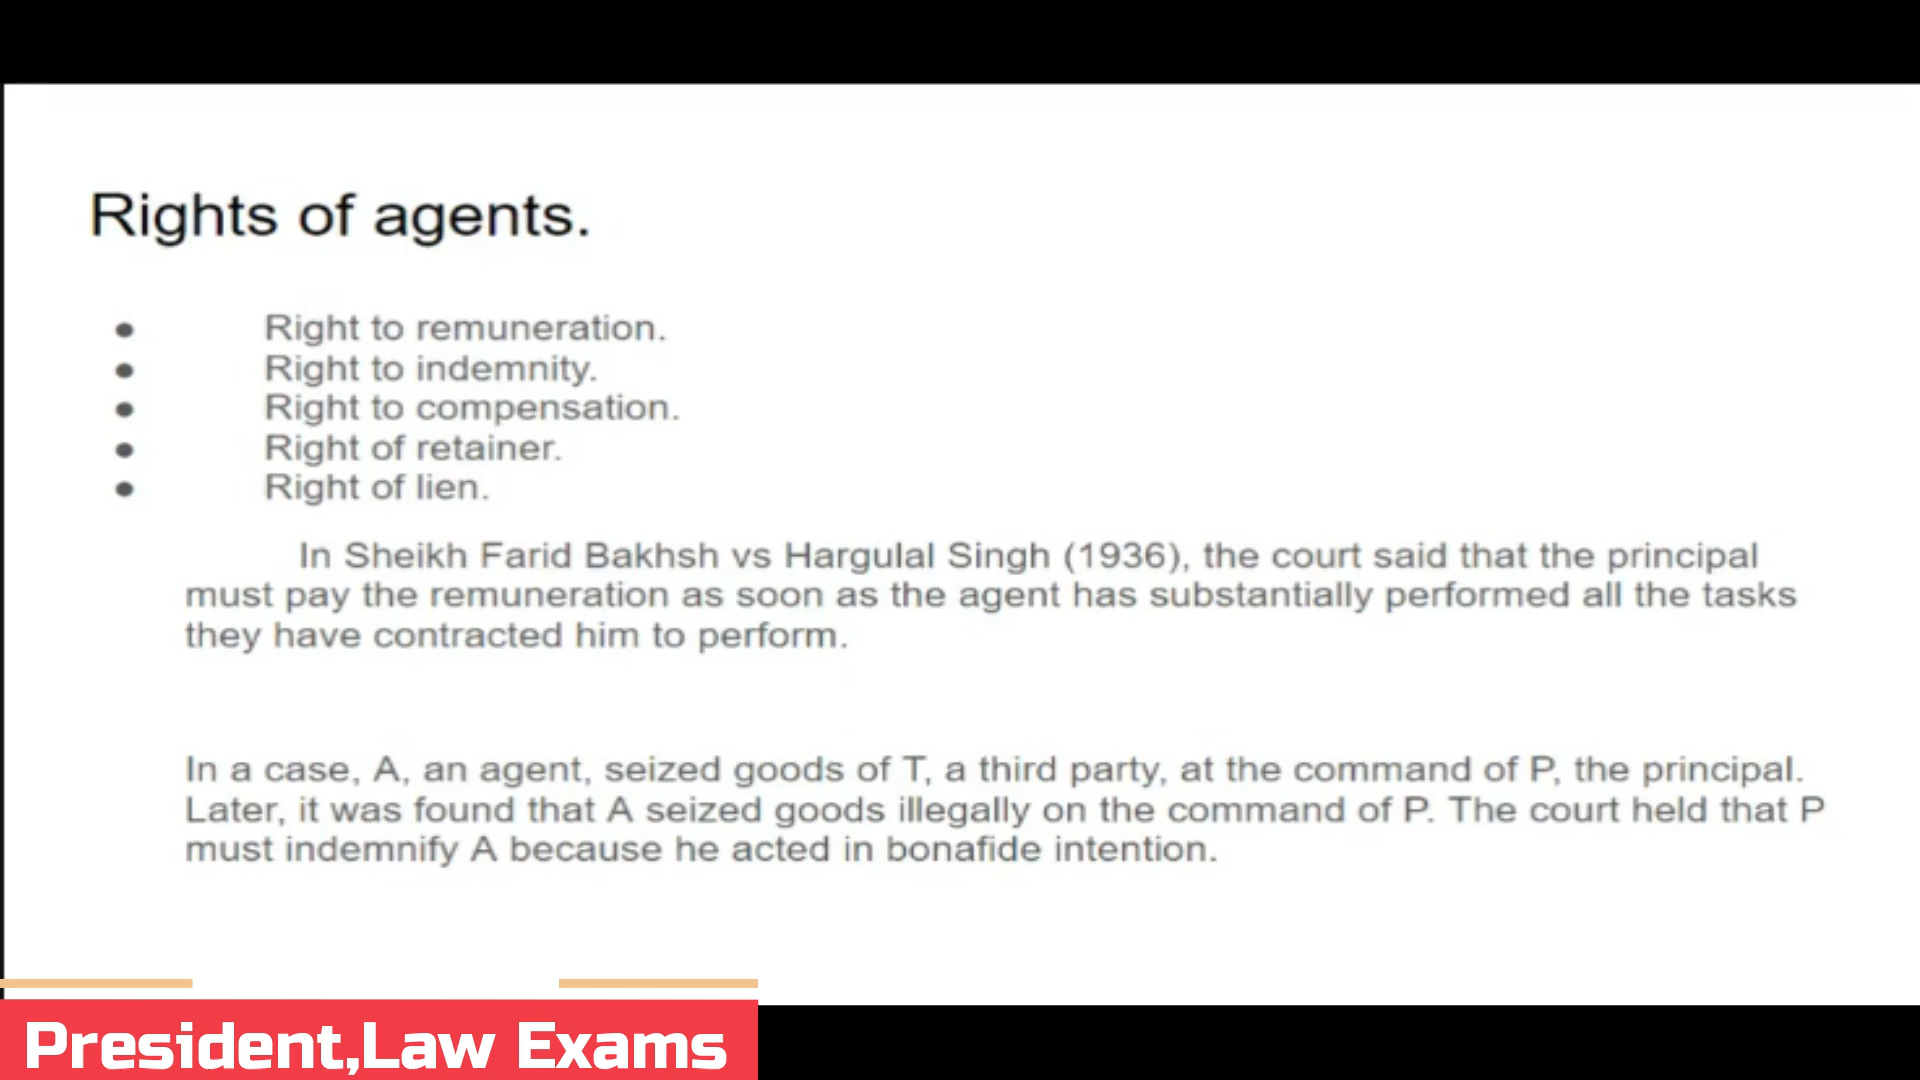 Rights of agents.
● Right to remuneration.
● Right to indemnity.
● Right to compensation.
● Right of retainer.
● Right of lien.
In Sheikh Farid Bakhsh vs Hargulal Singh (1936), the court said that the principal
must pay the remuneration as soon as the agent has substantially performed all the tasks
they have contracted him to perform.
In a case, A, an agent, seized goods of T, a third party, at the command of P, the principal.
Later, it was found that A seized goods illegally on the command of P. The court held that P
must indemnify A because he acted in bonafide intention.
President,Law Exams